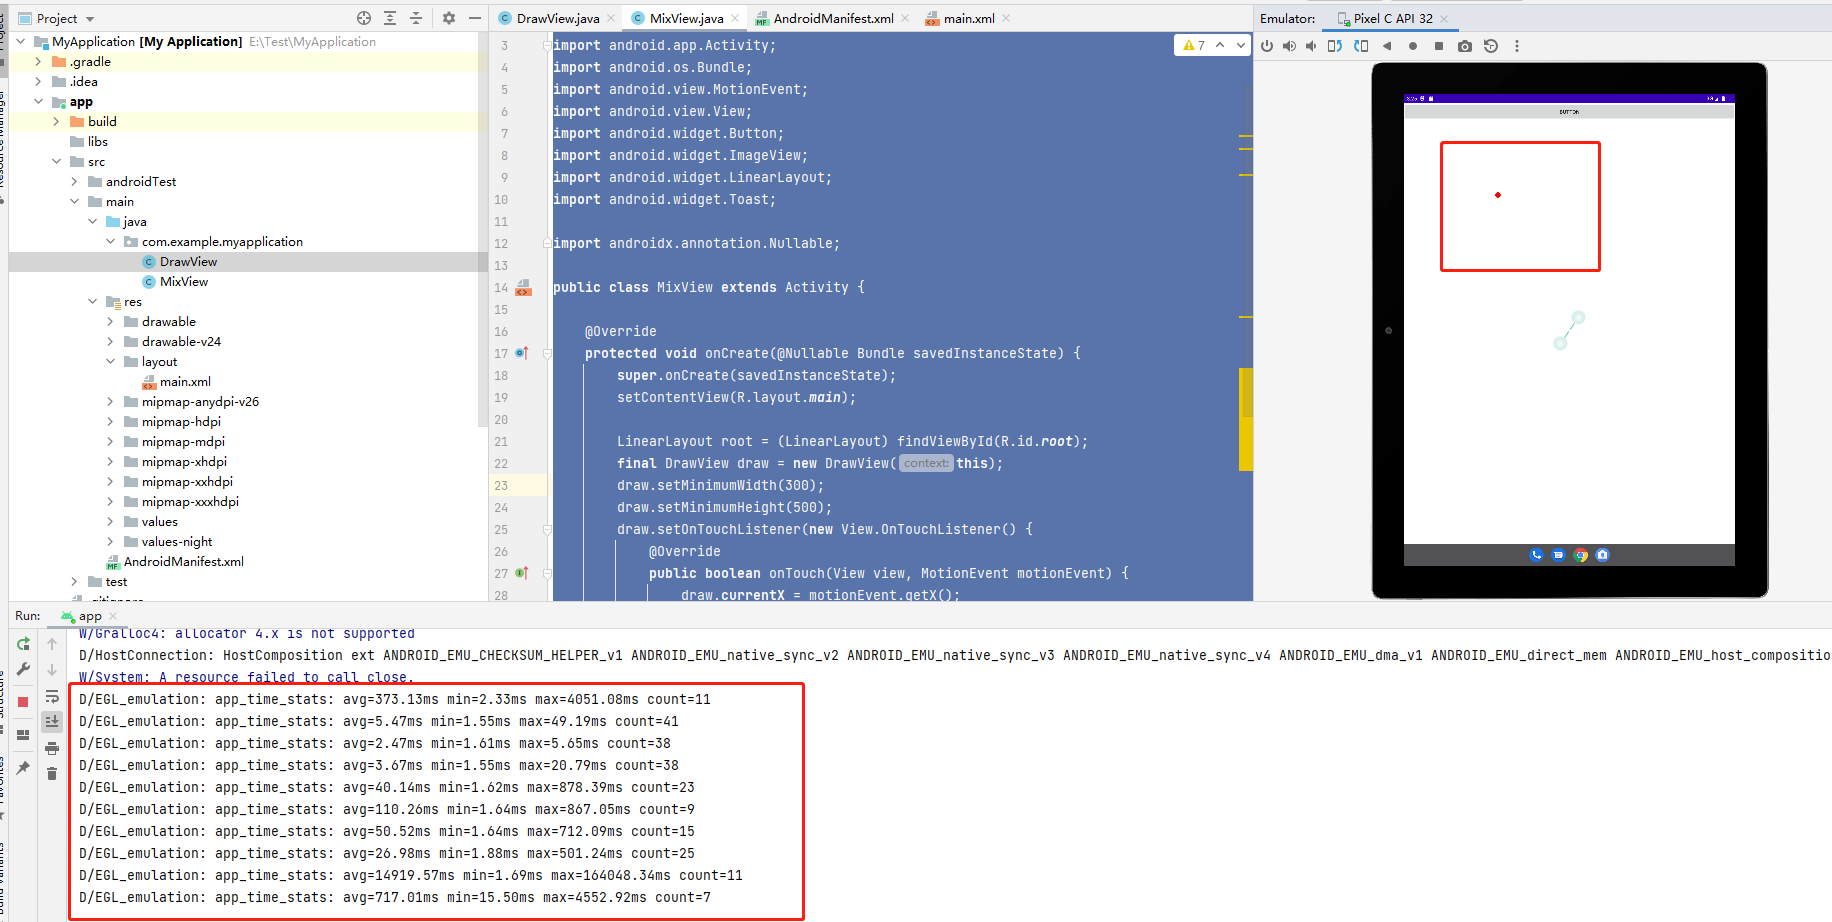 Project
MyApplication [My Application] E:\Test\MyApplication
.gradle
.idea
app
build
libs
src
androidTest
main
java
com.example.myapplication
DrawView
MixView
res
drawable
drawable-v24
layout
main.xml
mipmap-anydpi-v26
mipmap-hdpi
mipmap-mdpi
mipmap-xhdpi
mipmap-xxhdpi
mipmap-xxxhdpi
values
values-night
AndroidManifest.xml
test
.gitignore
DrawView.java MixView.java AndroidManifest.xml main.xml
7
3 import android.app.Activity;
4 import android.os.Bundle;
5 import android.view.MotionEvent;
6 import android.view.View;
7 import android.widget.Button;
8 import android.widget.ImageView;
9 import android.widget.LinearLayout;
10 import android.widget.Toast;
11
12 import androidx.annotation.Nullable;
13
14 public class MixView extends Activity {
15
16 @Override
17 protected void onCreate(@Nullable Bundle savedInstanceState) {
18 super.onCreate(savedInstanceState);
19 setContentView(R.layout.main);
20
21 LinearLayout root = (LinearLayout) findViewById(R.id.root);
22 final DrawView draw = new DrawView( context: this);
23 draw.setMinimumWidth(300);
24 draw.setMinimumHeight(500);
25 draw.setOnTouchListener(new View.OnTouchListener() {
26 @Override
27 public boolean onTouch(View view, MotionEvent motionEvent) {
28 draw.currentX = motionEvent.getX();
Emulator: Pixel C API 32
BUTTON
Run: app
W/Gralloc4: allocator 4.x is not supported
D/HostConnection: HostComposition ext ANDROID_EMU_CHECKSUM_HELPER_v1 ANDROID_EMU_native_sync_v2 ANDROID_EMU_native_sync_v3 ANDROID_EMU_native_sync_v4 ANDROID_EMU_dma_v1 ANDROID_EMU_direct_mem ANDROID_EMU_host_compositio
W/System: A resource failed to call close.
D/EGL_emulation: app_time_stats: avg=373.13ms min=2.33ms max=4051.08ms count=11
D/EGL_emulation: app_time_stats: avg=5.47ms min=1.55ms max=49.19ms count=41
D/EGL_emulation: app_time_stats: avg=2.47ms min=1.61ms max=5.65ms count=38
D/EGL_emulation: app_time_stats: avg=3.67ms min=1.55ms max=20.79ms count=38
D/EGL_emulation: app_time_stats: avg=40.14ms min=1.62ms max=878.39ms count=23
D/EGL_emulation: app_time_stats: avg=110.26ms min=1.64ms max=867.05ms count=9
D/EGL_emulation: app_time_stats: avg=50.52ms min=1.64ms max=712.09ms count=15
D/EGL_emulation: app_time_stats: avg=26.98ms min=1.88ms max=501.24ms count=25
D/EGL_emulation: app_time_stats: avg=14919.57ms min=1.69ms max=164048.34ms count=11
D/EGL_emulation: app_time_stats: avg=717.01ms min=15.50ms max=4552.92ms count=7